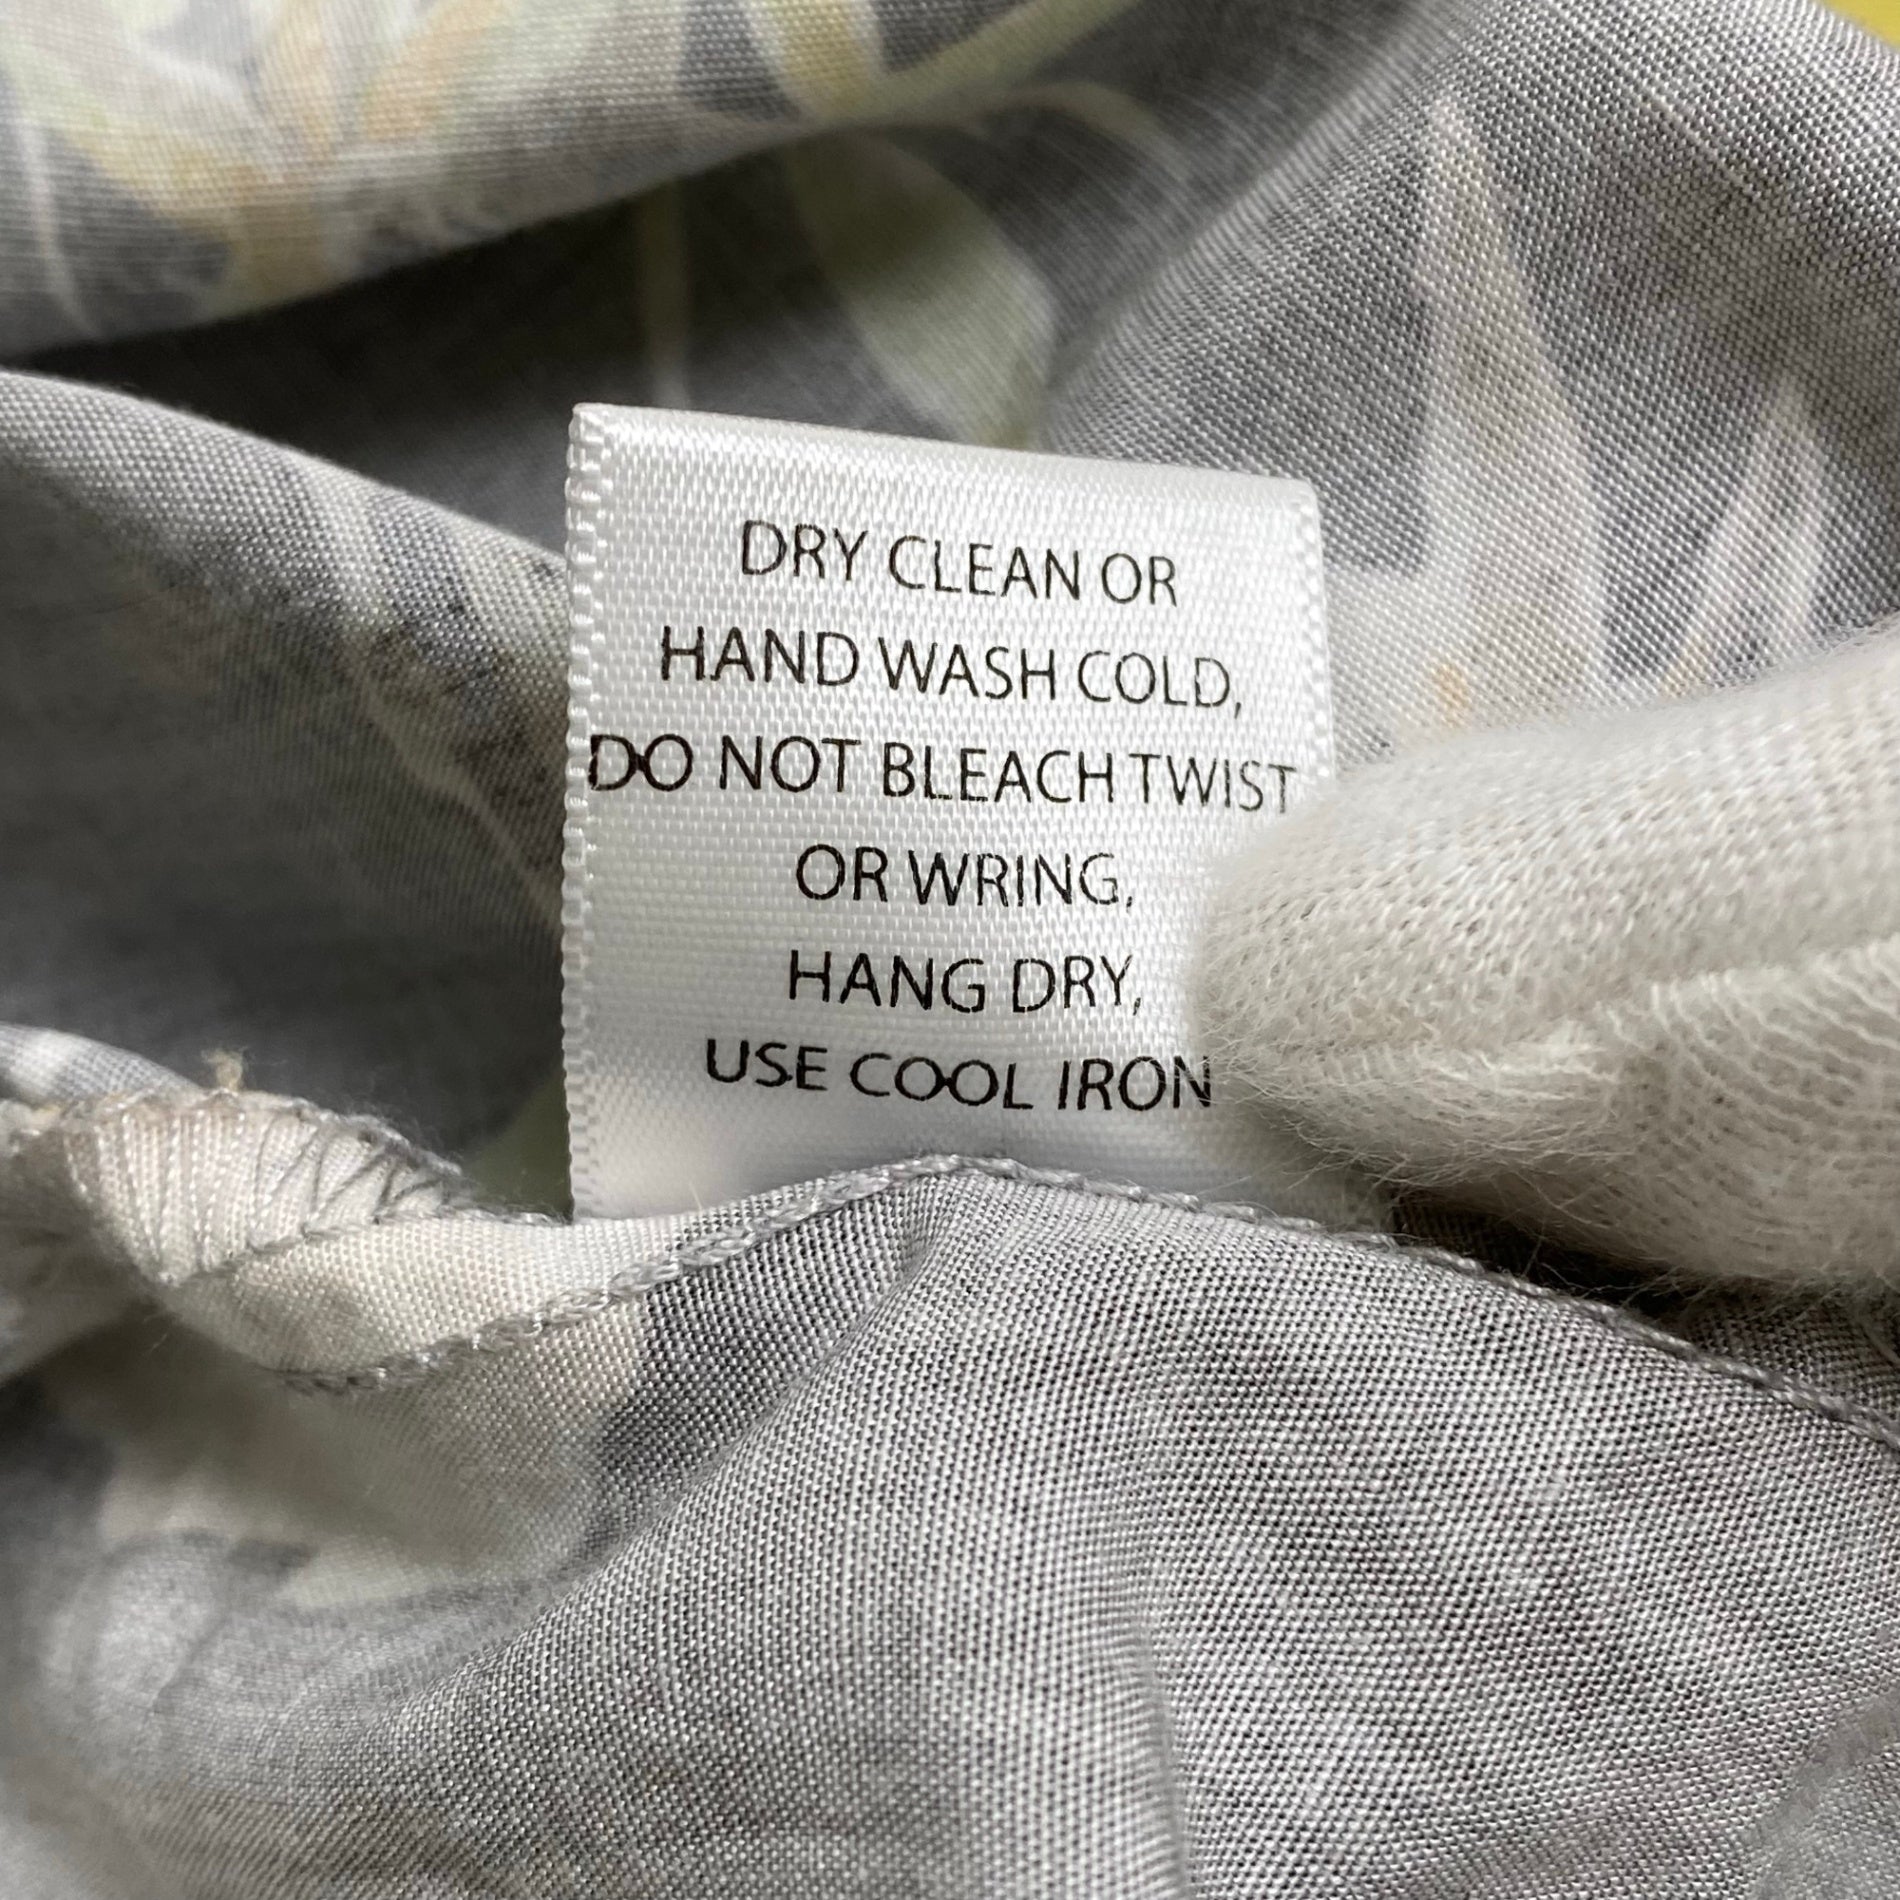 DRY CLEAN OR
HAND WASH COLD,
DO NOT BLEACH TWIST
OR WRING,
HANG DRY,
USE COOL IRON